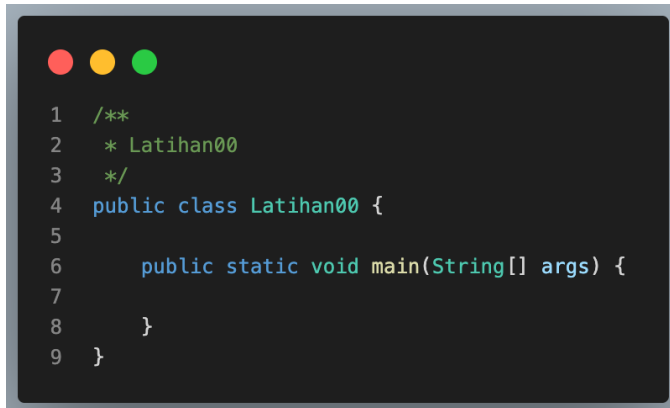 1 /**
2  * Latihan00
3  */
4 public class Latihan00 {
5
6     public static void main(String[] args) {
7
8     }
9 }